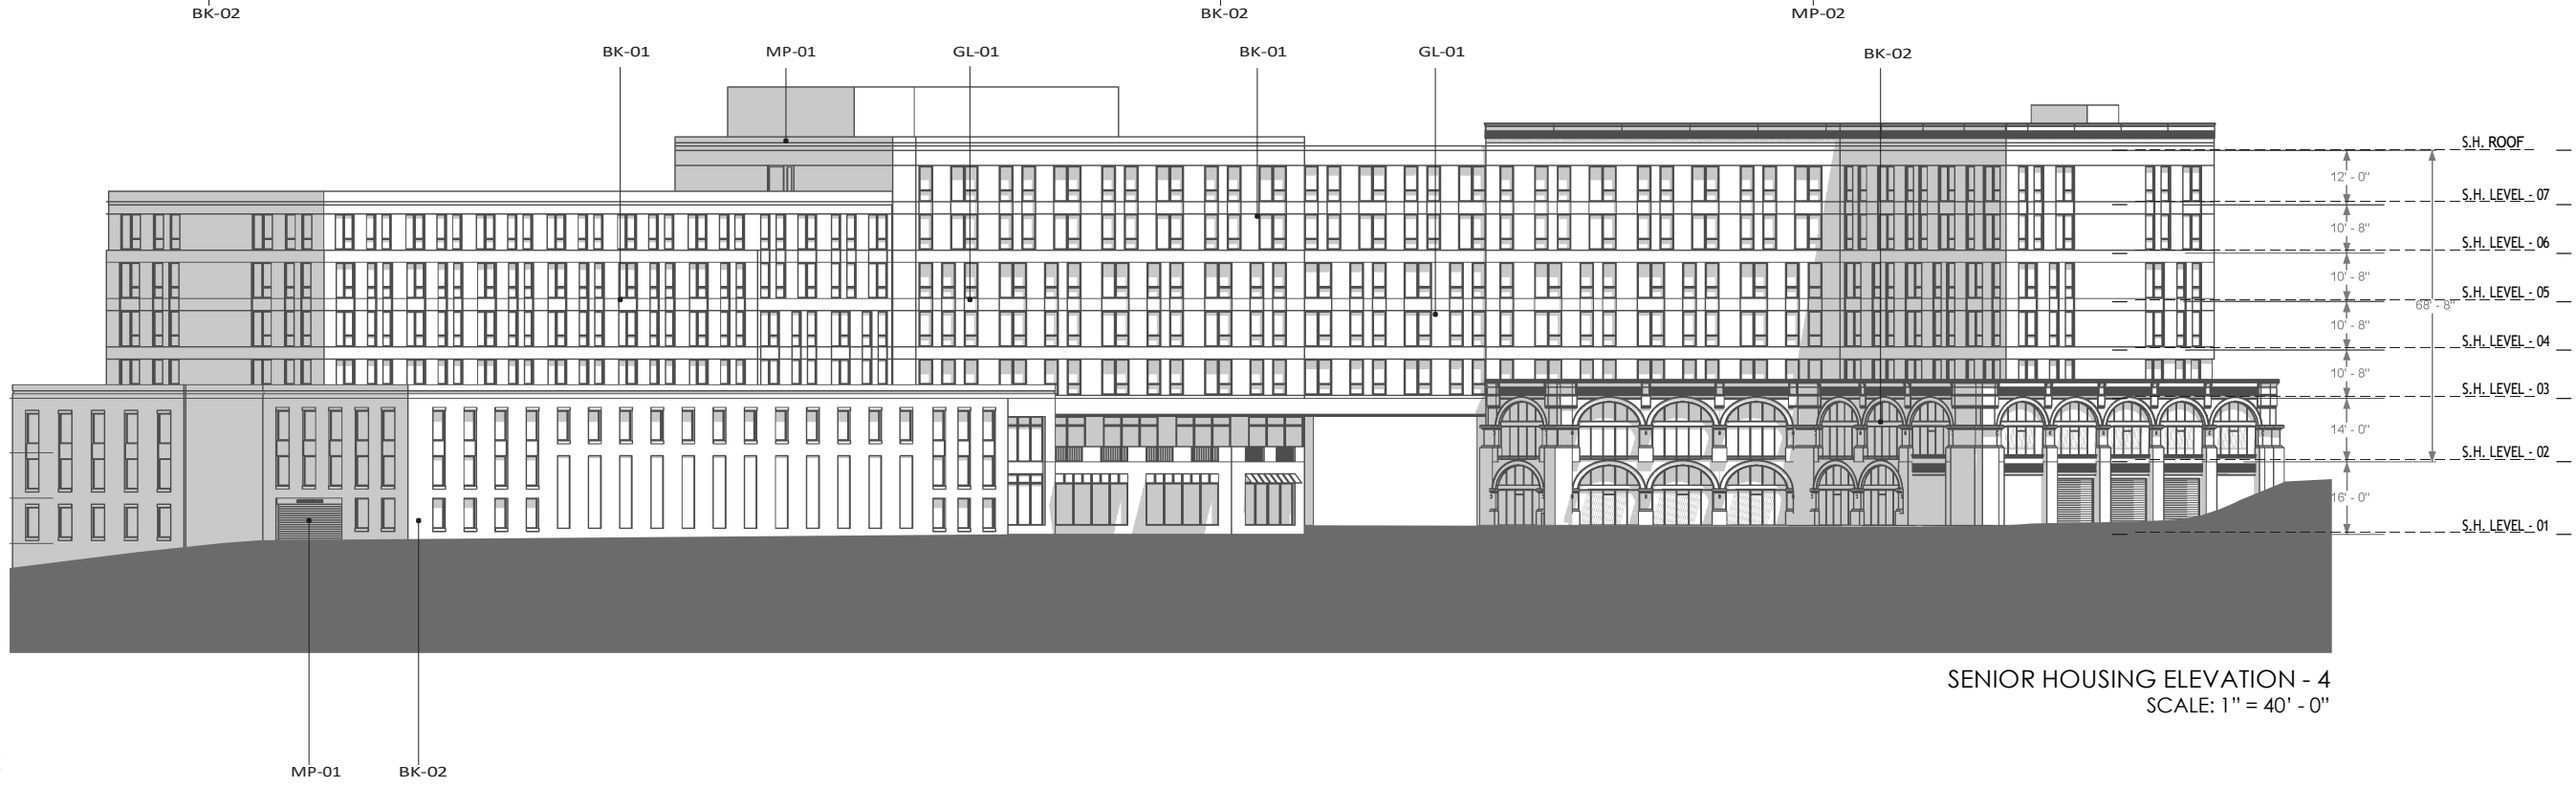 BK-02 BK-02 MP-02
BK-01 MP-01 GL-01 BK-01 GL-01 BK-02
S.H. ROOF
12' - 0"
S.H. LEVEL - 07
10' - 8"
S.H. LEVEL - 06
10' - 8"
S.H. LEVEL - 05
68' - 8"
10' - 8"
S.H. LEVEL - 04
10' - 8"
S.H. LEVEL - 03
14' - 0"
S.H. LEVEL - 02
16' - 0"
S.H. LEVEL - 01
SENIOR HOUSING ELEVATION - 4
SCALE: 1” = 40’ - 0”
MP-01 BK-02